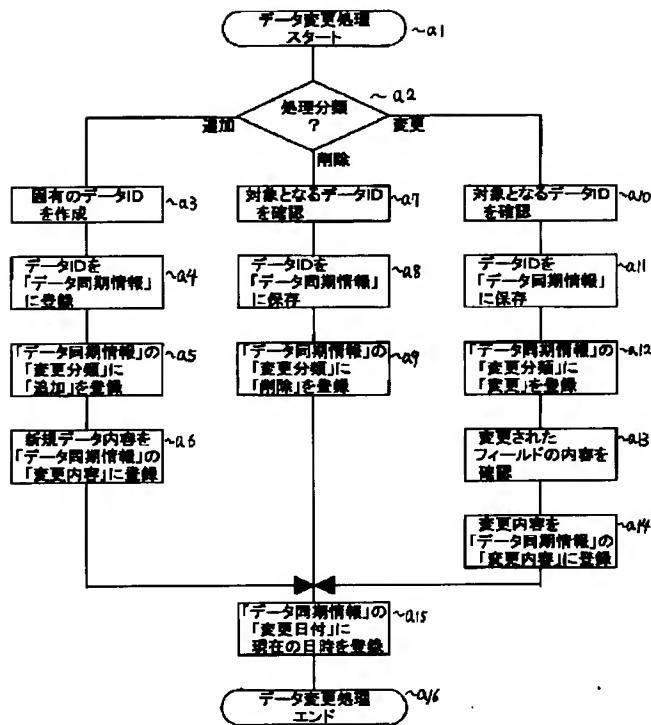 データ変更処理
スタート
~a1
処理分類
?
~a2
追加
変更
削除
固有のデータID
を作成
~a3
データIDを
「データ同期情報」
に登録
~a4
「データ同期情報」の
「変更分類」に
「追加」を登録
~a5
新規データ内容を
「データ同期情報」の
「変更内容」に登録
~a6
対象となるデータID
を確認
~a7
データIDを
「データ同期情報」
に保存
~a8
「データ同期情報」の
「変更分類」に
「削除」を登録
~a9
対象となるデータID
を確認
~a10
データIDを
「データ同期情報」
に保存
~a11
「データ同期情報」の
「変更分類」に
「変更」を登録
~a12
変更された
フィールドの内容を
確認
~a13
変更内容を
「データ同期情報」の
「変更内容」に登録
~a14
「データ同期情報」の
「変更日付」に
現在の日時を登録
~a15
データ変更処理
エンド
~a16